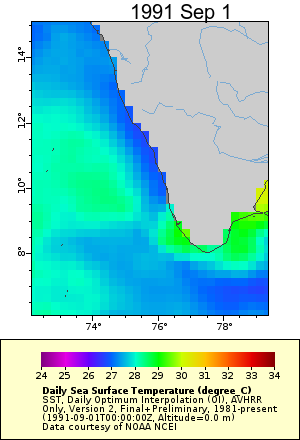 1991 Sep 1
14°
12°
10°
8°
74°
76°
78°
24 25 26 27 28 29 30 31 32 33 34
Daily Sea Surface Temperature (degree_C)
SST, Daily Optimum Interpolation (OI), AVHRR
Only, Version 2, Final+Preliminary, 1981-present
(1991-09-01T00:00:00Z, Altitude=0.0 m)
Data courtesy of NOAA NCEI